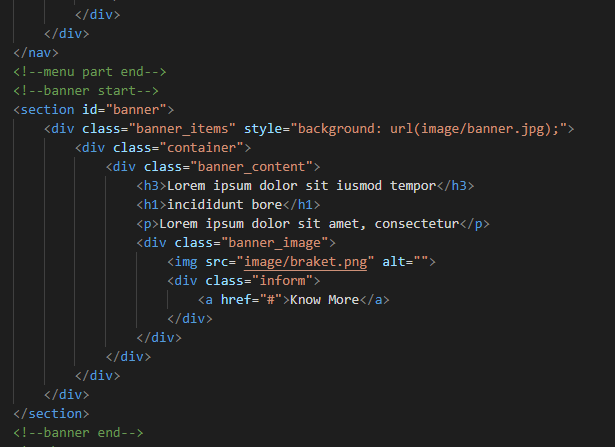 </div>
</div>
</nav>
<!--menu part end-->
<!--banner start-->
<section id="banner">
<div class="banner_items" style="background: url(image/banner.jpg);">
<div class="container">
<div class="banner_content">
<h3>Lorem ipsum dolor sit iusmod tempor</h3>
<h1>incididunt bore</h1>
<p>Lorem ipsum dolor sit amet, consectetur</p>
<div class="banner_image">
<img src="image/braket.png" alt="">
<div class="inform">
<a href="#">Know More</a>
</div>
</div>
</div>
</div>
</div>
</section>
<!--banner end-->